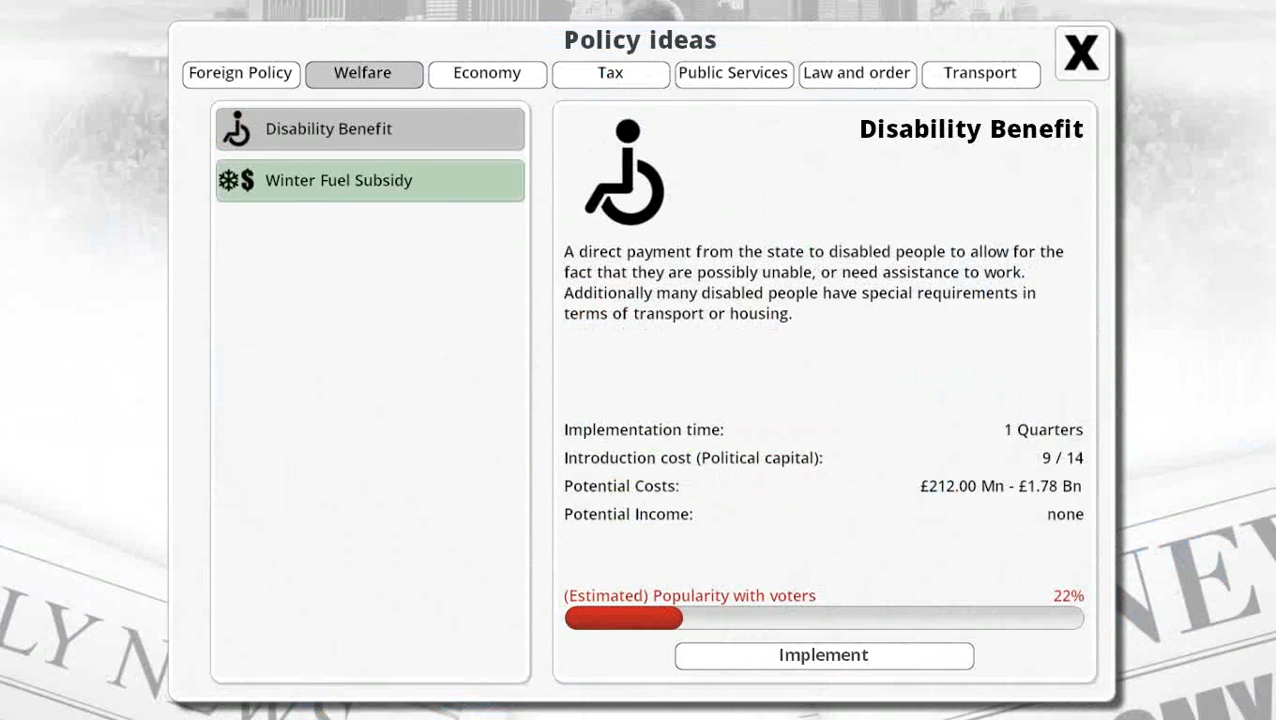 Policy ideas
X
Foreign Policy
Welfare
Economy
Tax
Public Services
Law and order
Transport
Disability Benefit
Winter Fuel Subsidy
Disability Benefit
A direct payment from the state to disabled people to allow for the
fact that they are possibly unable, or need assistance to work.
Additionally many disabled people have special requirements in
terms of transport or housing.
Implementation time: 1 Quarters
Introduction cost (Political capital): 9 / 14
Potential Costs: £212.00 Mn - £1.78 Bn
Potential Income: none
(Estimated) Popularity with voters 22%
Implement
LY N
WS
NEW
OMY